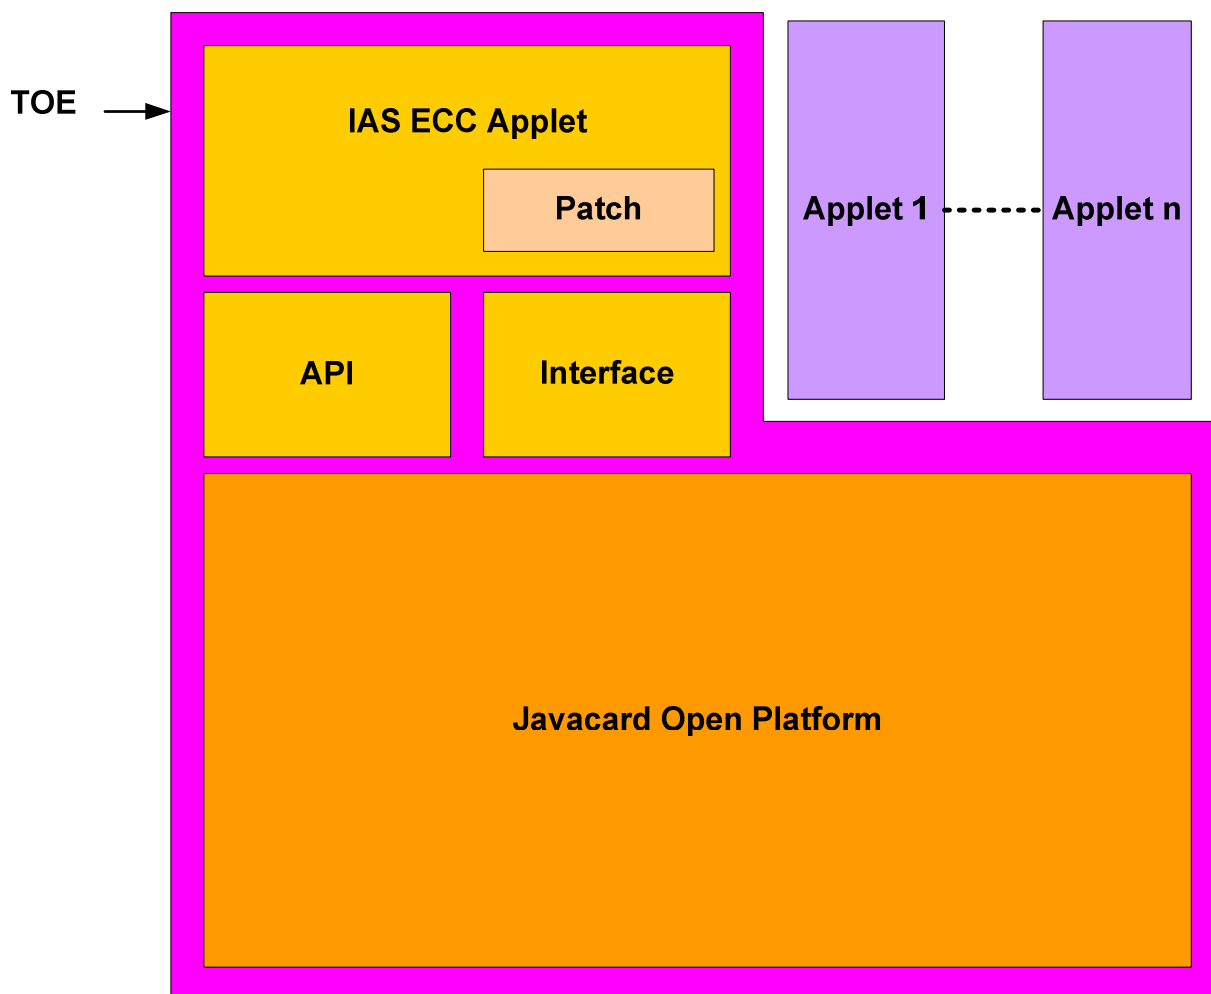 TOE
IAS ECC Applet
Patch
Applet 1
Applet n
API
Interface
Javacard Open Platform